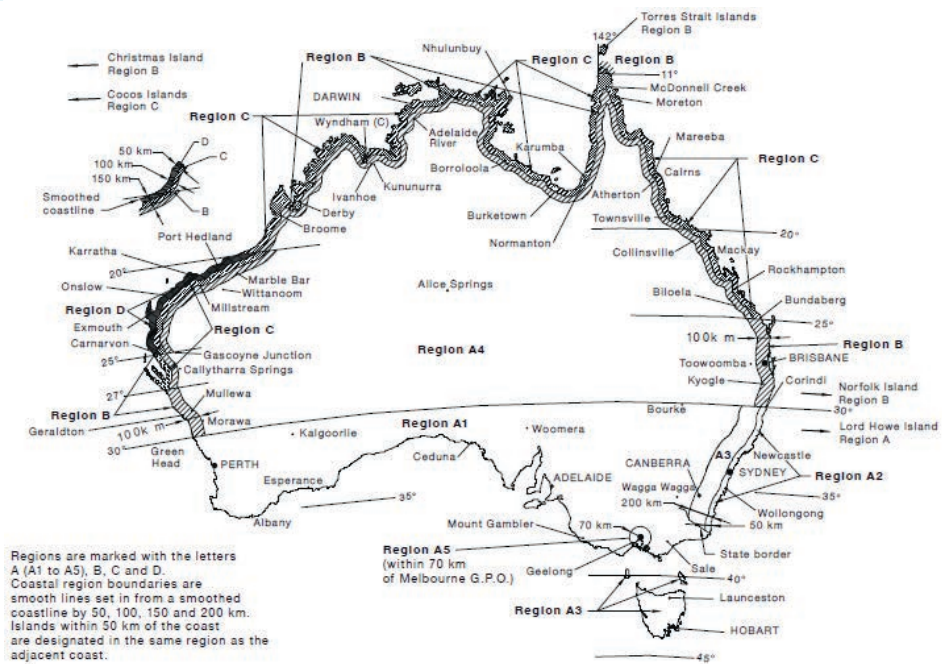 Torres Strait Islands
Region B
142°
Christmas Island
Region B
Region B
Nhulunbuy
Region C
Region B
11°
McDonnell Creek
Moreton
Cocos Islands
Region C
DARWIN
Region C
Wyndham (C)
Adelaide
River
Karumba
Mareeba
D
50 km
C
100 km
150 km
Borroloola
Cairns
Region C
Smoothed
coastline
B
Ivanhoe
Kununurra
Atherton
Derby
Broome
Burketown
Townsville
Port Hedland
20°
Normanton
Collinsville
Mackay
Karratha
20°
Marble Bar
Wittanoom
Alice Springs
Rockhampton
Onslow
Millstream
Biloela
Bundaberg
Region D
Exmouth
Region C
25°
Carnarvon
100k m
Region B
25°
Gascoyne Junction
Region A4
Toowoomba
BRISBANE
Callytharra Springs
Kyogle
Corindi
27°
Mullewa
Norfolk Island
Region B
Region B
Bourke
30°
Geraldton
100k m
Morawa
Region A1
Lord Howe Island
Region A
30°
Green
Head
Kalgoorlie
Woomera
Ceduna
A3
Newcastle
PERTH
CANBERRA
SYDNEY
Region A2
Esperance
ADELAIDE
Wagga Wagga
35°
35°
200 km
Wollongong
Albany
Mount Gambler
70 km
50 km
Region A5
(within 70 km
of Melbourne G.P.O.)
State border
Geelong
Sale
40°
Launceston
Region A3
HOBART
45°
Regions are marked with the letters
A (A1 to A5), B, C and D.
Coastal region boundaries are
smooth lines set in from a smoothed
coastline by 50, 100, 150 and 200 km.
Islands within 50 km of the coast
are designated in the same region as the
adjacent coast.